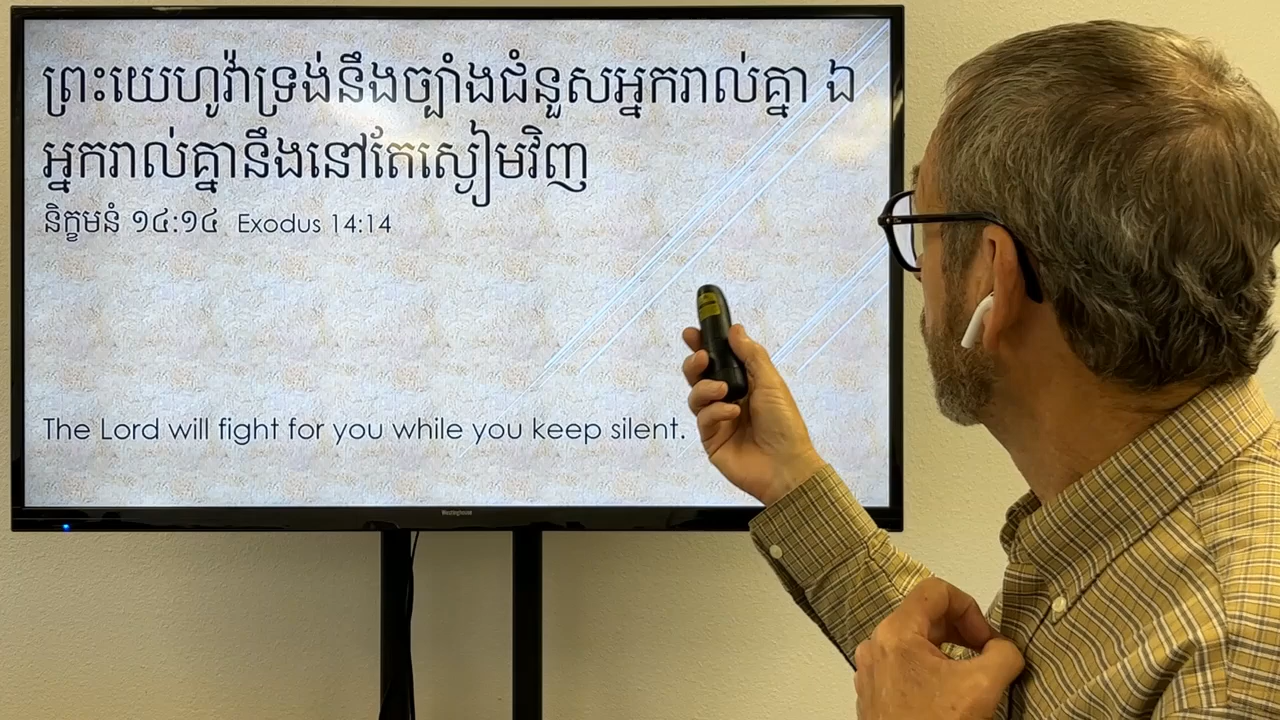 ព្រះយេហូវ៉ាទ្រង់នឹងច្បាំងជំនួសអ្នករាល់គ្នា ឯ
អ្នករាល់គ្នានឹងនៅតែស្ងៀមវិញ
និក្ខមនំ ១៤:១៤ Exodus 14:14
The Lord will fight for you while you keep silent.
Westinghouse